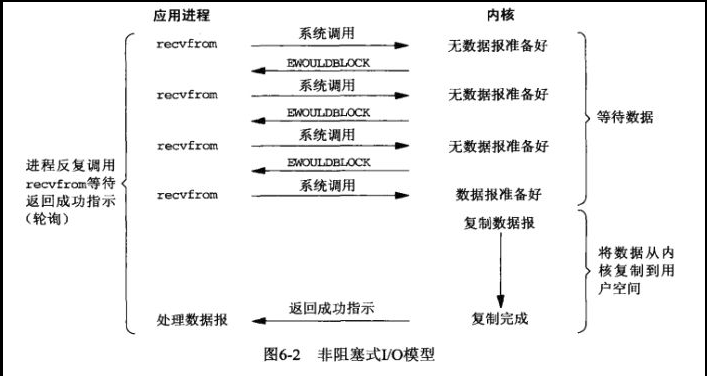 应用进程
内核
recvfrom
系统调用
无数据报准备好
EWOULDBLOCK
recvfrom
系统调用
无数据报准备好
EWOULDBLOCK
recvfrom
系统调用
无数据报准备好
EWOULDBLOCK
recvfrom
系统调用
数据报准备好
等待数据
进程反复调用
recvfrom等待
返回成功指示
(轮询)
复制数据报
将数据从内
核复制到用
户空间
处理数据报
返回成功指示
复制完成
图6-2 非阻塞式I/O模型